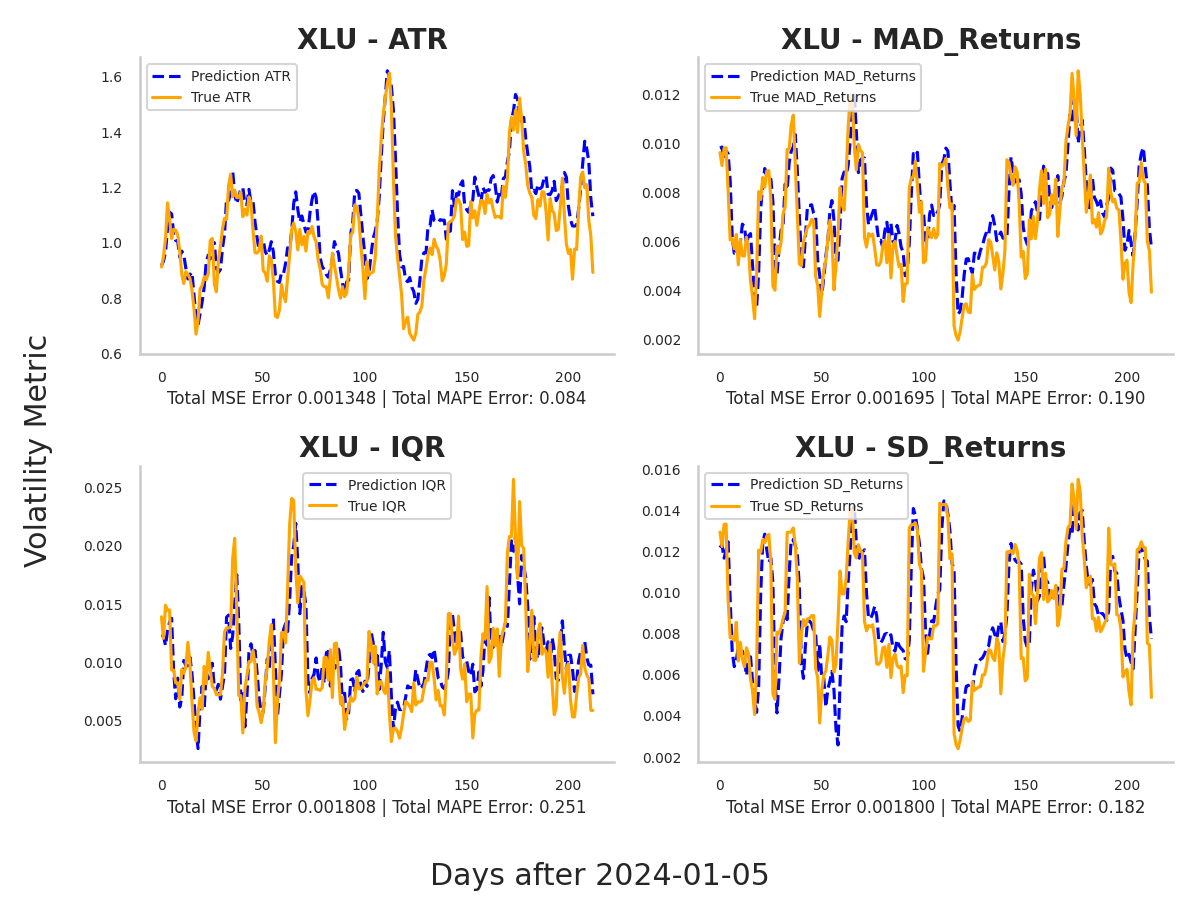 XLU - ATR
Prediction ATR
True ATR
1.6
1.4
1.2
1.0
0.8
0.6
0 50 100 150 200
Total MSE Error 0.001348 | Total MAPE Error: 0.084
XLU - MAD_Returns
Prediction MAD_Returns
True MAD_Returns
0.012
0.010
0.008
0.006
0.004
0.002
0 50 100 150 200
Total MSE Error 0.001695 | Total MAPE Error: 0.190
Volatility Metric
XLU - IQR
Prediction IQR
True IQR
0.025
0.020
0.015
0.010
0.005
0 50 100 150 200
Total MSE Error 0.001808 | Total MAPE Error: 0.251
XLU - SD_Returns
Prediction SD_Returns
True SD_Returns
0.016
0.014
0.012
0.010
0.008
0.006
0.004
0.002
0 50 100 150 200
Total MSE Error 0.001800 | Total MAPE Error: 0.182
Days after 2024-01-05